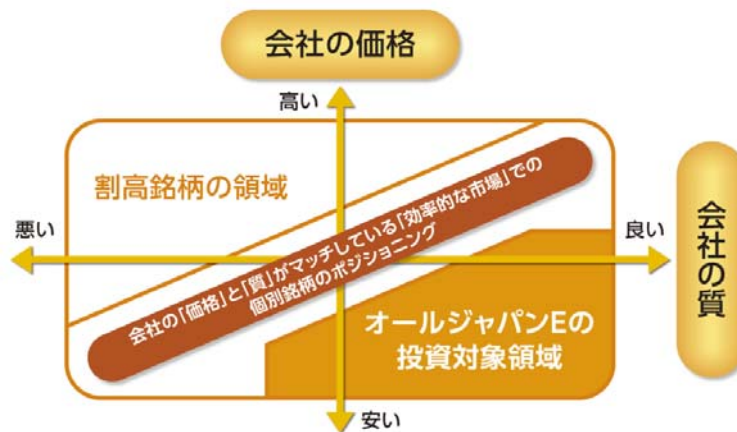 会社の価格
高い
割高銘柄の領域
会社の「価格」と「質」がマッチしている「効率的な市場」での
個別銘柄のポジショニング
悪い
良い
会社の質
オールジャパンEの
投資対象領域
安い